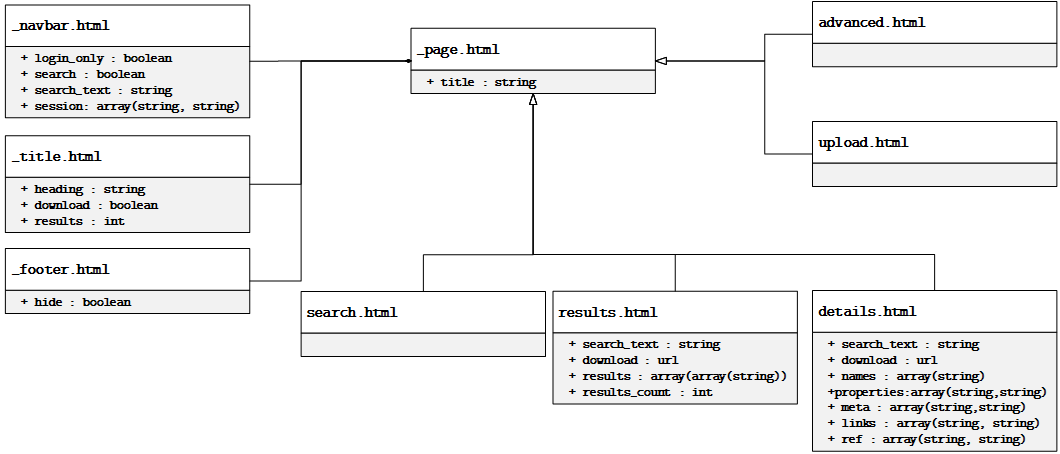 _navbar.html
+ login_only : boolean
+ search : boolean
+ search_text : string
+ session: array(string, string)
_title.html
+ heading : string
+ download : boolean
+ results : int
_footer.html
+ hide : boolean
_page.html
+ title : string
advanced.html
upload.html
search.html
results.html
+ search_text : string
+ download : url
+ results : array(array(string))
+ results_count : int
details.html
+ search_text : string
+ download : url
+ names : array(string)
+properties:array(string,string)
+ meta : array(string,string)
+ links : array(string, string)
+ ref : array(string, string)